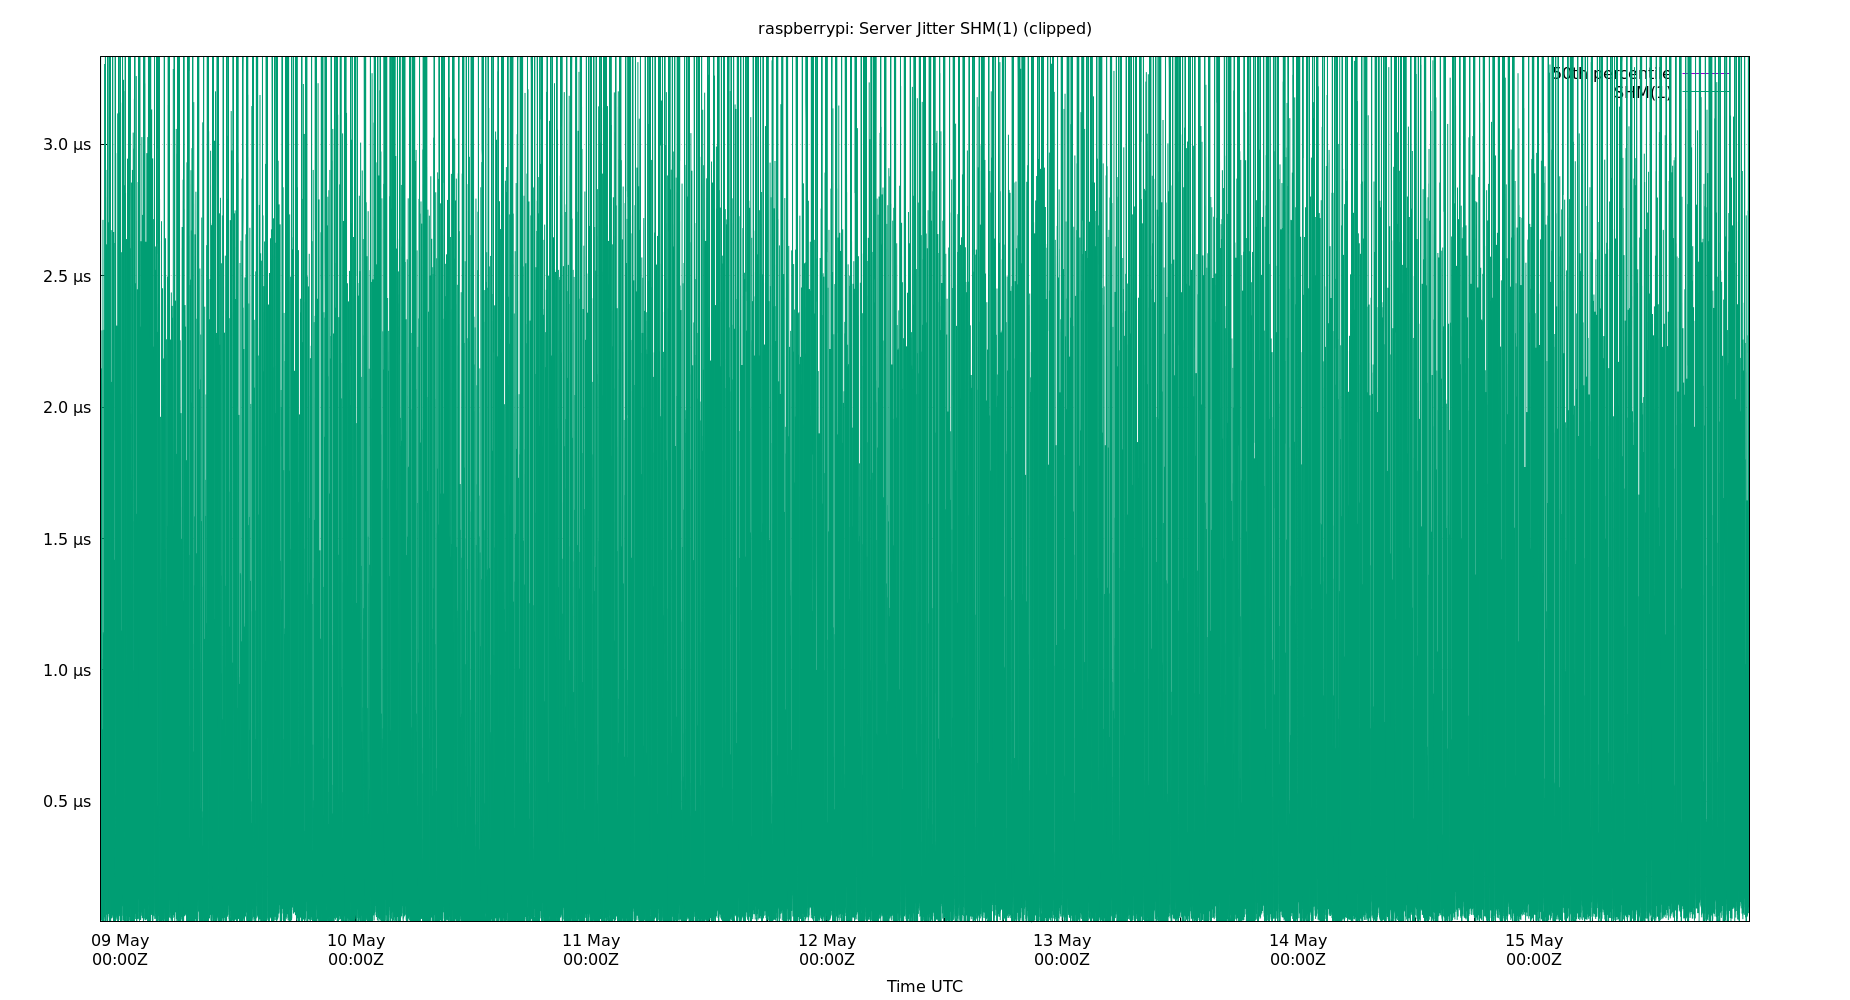 raspberrypi: Server Jitter SHM(1) (clipped)
50th percentile
SHM(1)
3.0 µs
2.5 µs
2.0 µs
1.5 µs
1.0 µs
0.5 µs
09 May 10 May 11 May 12 May 13 May 14 May 15 May
00:00Z 00:00Z 00:00Z 00:00Z 00:00Z 00:00Z 00:00Z
Time UTC